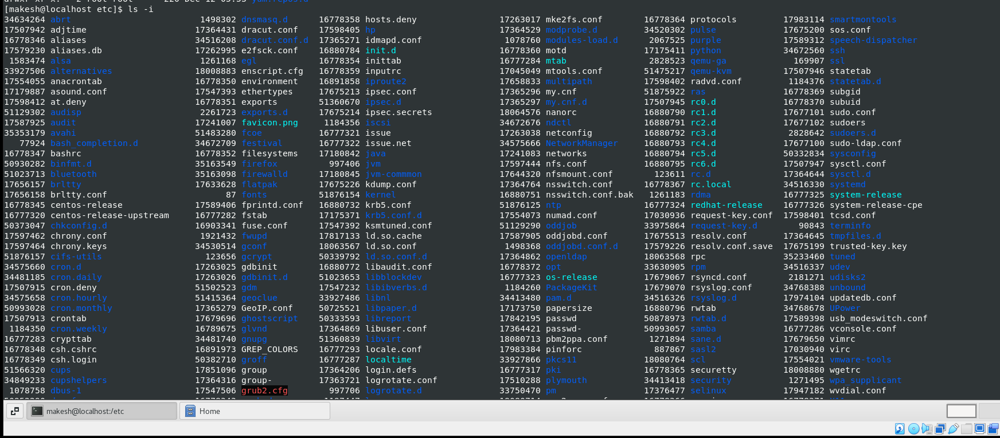 [makesh@localhost etc]$ ls -i
34634264 abrt 1498302 dnsmasq.d 16778358 hosts.deny 17263017 mke2fs.conf 16778364 protocols 17983114 smartmontools
17507942 adjtime 17364431 dracut.conf 17598405 hp 17364529 modprobe.d 34520302 pulse 17675200 sos.conf
16778346 aliases 34516208 dracut.conf.d 17365271 idmapd.conf 1078760 modules-load.d 2067525 purple 17589312 speech-dispatcher
17579230 aliases.db 17262995 e2fsck.conf 16880784 init.d 16778360 motd 17175411 python 34672560 ssh
1583474 alsa 1261168 egl 16778354 inittab 16777284 mtab 2828523 qemu-ga 169907 ssl
33927506 alternatives 18008883 enscript.cfg 16778359 inputrc 17045049 mtools.conf 51475217 qemu-kvm 17507946 statetab
17554055 anacrontab 16778350 environment 16891858 iproute2 17658833 multipath 17598402 radvd.conf 1184376 statetab.d
17179887 asound.conf 17547393 ethertypes 17675213 ipsec.conf 17365296 my.cnf 51875922 ras 16778369 subgid
17598412 at.deny 16778351 exports 51360670 ipsec.d 17365297 my.cnf.d 17507945 rc0.d 16778370 subuid
51129302 audisp 2261723 exports.d 17675214 ipsec.secrets 18064576 nanorc 16880790 rc1.d 17677101 sudo.conf
17587925 audit 17241007 favicon.png 1184356 iscsi 34672676 ndctl 16880791 rc2.d 17677102 sudoers
35353179 avahi 51483280 fcoe 16777321 issue 17263038 netconfig 16880792 rc3.d 2828642 sudoers.d
77924 bash_completion.d 34672709 festival 16777322 issue.net 34575666 NetworkManager 16880793 rc4.d 17677100 sudo-ldap.conf
16778347 bashrc 16778352 filesystems 17180842 java 17241083 networks 16880794 rc5.d 50332834 sysconfig
50930282 binfmt.d 35163549 firefox 997406 jvm 17597444 nfs.conf 16880795 rc6.d 17507947 sysctl.conf
51023713 bluetooth 35163098 firewalld 17180845 jvm-commmon 17644320 nfsmount.conf 123611 rc.d 17364644 sysctl.d
17656157 brltty 17633628 flatpak 17675226 kdump.conf 17364764 nsswitch.conf 16778367 rc.local 34516330 systemd
17656158 brltty.conf 87 fonts 51876154 kernel 16880751 nsswitch.conf.bak 1261183 rdma 16777325 system-release
16778345 centos-release 17589406 fprintd.conf 16880732 krb5.conf 51876125 ntp 16777324 redhat-release 16777326 system-release-cpe
16777320 centos-release-upstream 16777282 fstab 17175371 krb5.conf.d 17554073 numad.conf 17030936 request-key.conf 17598401 tcsd.conf
50373047 chkconfig.d 16903341 fuse.conf 17547392 ksmtuned.conf 51129290 oddjob 33975864 request-key.d 90843 terminfo
17597462 chrony.conf 1921432 fwupd 17817133 ld.so.cache 17587905 oddjobd.conf 17675513 resolv.conf 17364645 tmpfiles.d
17597464 chrony.keys 34530514 gconf 18063567 ld.so.conf 1498368 oddjobd.conf.d 17579226 resolv.conf.save 17675199 trusted-key.key
51876157 cifs-utils 123656 gcrypt 50339792 ld.so.conf.d 17364862 openldap 18063568 rpc 35233460 tuned
34575660 cron.d 17263025 gdbinit 16880772 libaudit.conf 16778372 opt 33630905 rpm 34516337 udev
34481185 cron.daily 17263026 gdbinit.d 51023653 libblockdev 16777323 os-release 17679067 rsyncd.conf 2181271 udisks2
17507915 cron.deny 51502523 gdm 17547232 libibverbs.d 1184260 PackageKit 17679070 rsyslog.conf 34768388 unbound
34575658 cron.hourly 51415364 geoclue 33927486 libnl 34413480 pam.d 34516326 rsyslog.d 17974104 updatedb.conf
50993028 cron.monthly 17365279 GeoIP.conf 50725521 libpaper.d 17173750 papersize 16880796 rwtab 34768678 UPower
17507913 crontab 17679696 ghostscript 50333593 libreport 17842195 passwd 50878973 rwtab.d 17589398 usb_modeswitch.conf
1184350 cron.weekly 16789675 glvnd 17364869 libuser.conf 17364421 passwd- 50993057 samba 16777286 vconsole.conf
16777283 crypttab 34481740 gnupg 51360839 libvirt 18080713 pbm2ppa.conf 1271894 sane.d 17679650 vimrc
16778348 csh.cshrc 16891973 GREP_COLORS 16777293 locale.conf 17983384 pinforc 887867 sasl2 17030940 virc
16778349 csh.login 50382710 groff 16777287 localtime 33927866 pkcs11 18080764 scl 17554021 vmware-tools
51566320 cups 17851096 group 17364206 login.defs 16777317 pki 16778365 securetty 18008880 wgetrc
34849233 cupshelpers 17364316 group- 17363721 logrotate.conf 17510288 plymouth 34413418 security 1271495 wpa_supplicant
1078758 dbus-1 17547506 grub2.cfg 997706 logrotate.d 33750470 pm 17376477 selinux 17947182 wvdial.conf
makesh@localhost:/etc Home